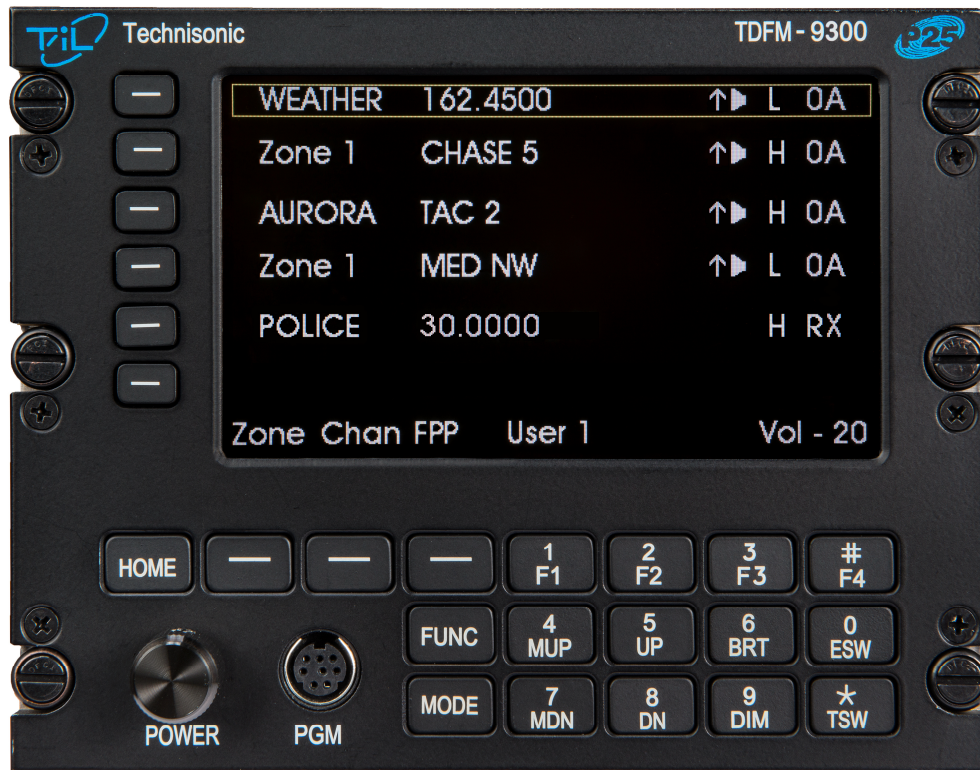 TiL Technisonic TDFM - 9300 P25
WEATHER 162.4500 L 0A
Zone 1 CHASE 5 H 0A
AURORA TAC 2 H 0A
Zone 1 MED NW L 0A
POLICE 30.0000 H RX
Zone Chan FPP User 1 Vol - 20
HOME 1 F1 2 F2 3 F3 # F4
FUNC 4 MUP 5 UP 6 BRT 0 ESW
MODE 7 MDN 8 DN 9 DIM * TSW
POWER PGM